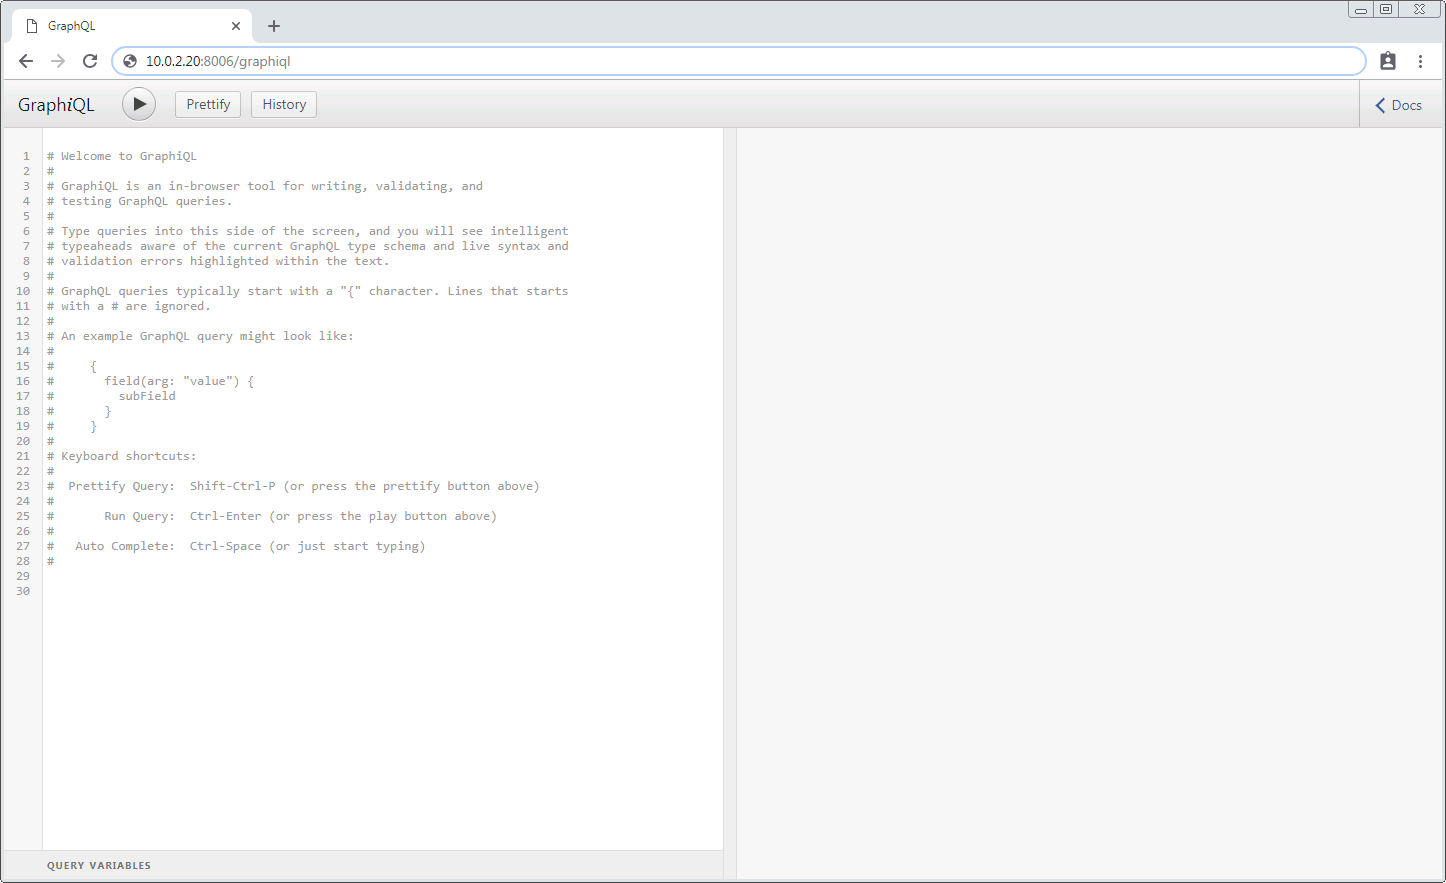 GraphQL
10.0.2.20:8006/graphiql
GraphiQL Prettify History Docs
1 # Welcome to GraphiQL
2 #
3 # GraphiQL is an in-browser tool for writing, validating, and
4 # testing GraphQL queries.
5 #
6 # Type queries into this side of the screen, and you will see intelligent
7 # typeaheads aware of the current GraphQL type schema and live syntax and
8 # validation errors highlighted within the text.
9 #
10 # GraphQL queries typically start with a "{" character. Lines that starts
11 # with a # are ignored.
12 #
13 # An example GraphQL query might look like:
14 #
15 #     {
16 #       field(arg: "value") {
17 #         subField
18 #       }
19 #     }
20 #
21 # Keyboard shortcuts:
22 #
23 #  Prettify Query:  Shift-Ctrl-P (or press the prettify button above)
24 #
25 #       Run Query:  Ctrl-Enter (or press the play button above)
26 #
27 #   Auto Complete:  Ctrl-Space (or just start typing)
28 #
29
30
QUERY VARIABLES